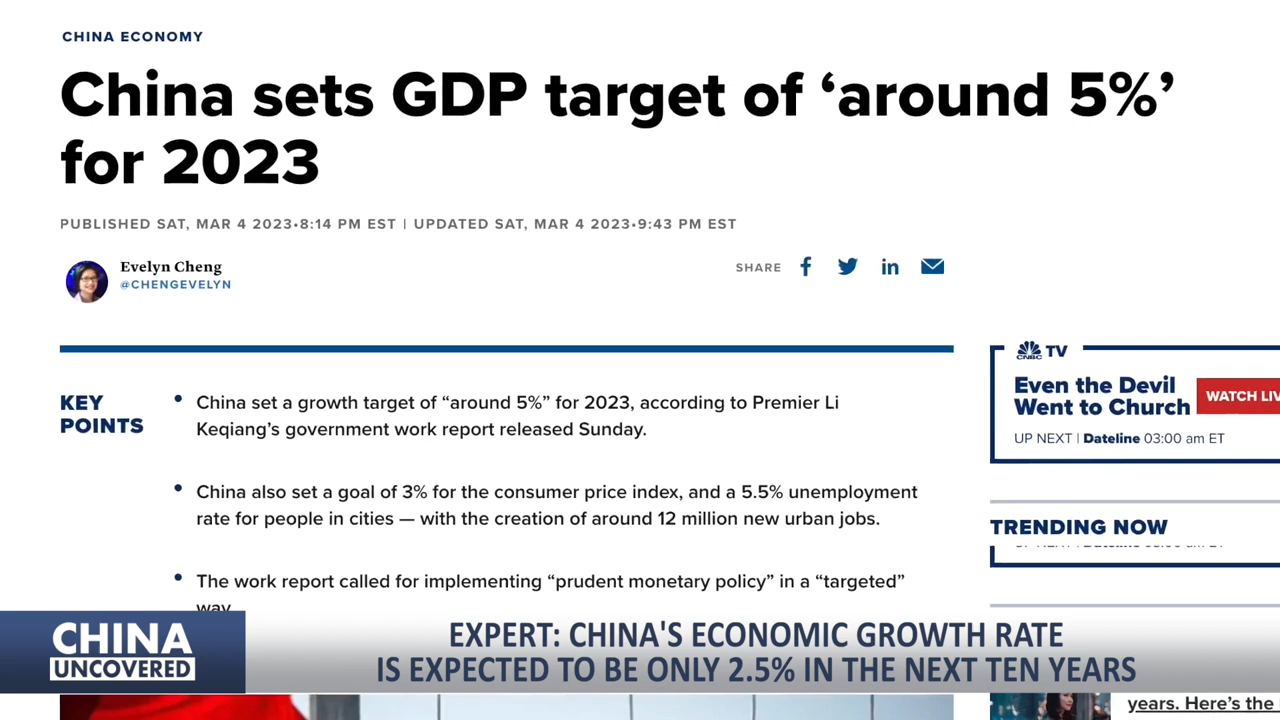 CHINA ECONOMY
China sets GDP target of ‘around 5%’
for 2023
PUBLISHED SAT, MAR 4 2023•8:14 PM EST | UPDATED SAT, MAR 4 2023•9:43 PM EST
Evelyn Cheng
@CHENGEVELYN
SHARE
KEY
POINTS
• China set a growth target of “around 5%” for 2023, according to Premier Li
Keqiang’s government work report released Sunday.
• China also set a goal of 3% for the consumer price index, and a 5.5% unemployment
rate for people in cities — with the creation of around 12 million new urban jobs.
• The work report called for implementing “prudent monetary policy” in a “targeted”
way.
CNBC TV
Even the Devil
Went to Church
WATCH LIV
UP NEXT | Dateline 03:00 am ET
TRENDING NOW
years. Here’s the
CHINA
UNCOVERED
EXPERT: CHINA'S ECONOMIC GROWTH RATE
IS EXPECTED TO BE ONLY 2.5% IN THE NEXT TEN YEARS